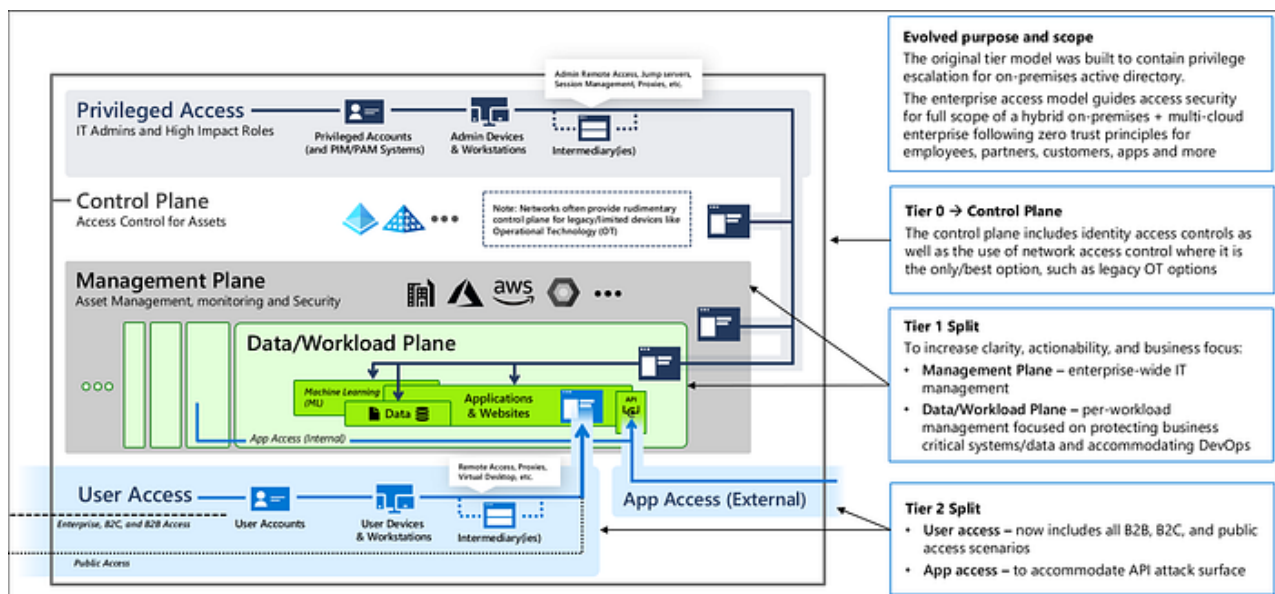 Evolved purpose and scope
The original tier model was built to contain privilege
escalation for on-premises active directory.
The enterprise access model guides access security
for full scope of a hybrid on-premises + multi-cloud
enterprise following zero trust principles for
employees, partners, customers, apps and more
Admin Remote Access, Jump servers,
Session Management, Proxies, etc.
Privileged Access
IT Admins and High Impact Roles
Privileged Accounts
(and PIM/PAM Systems)
Admin Devices
& Workstations
Intermediary(ies)
Control Plane
Access Control for Assets
Note: Networks often provide rudimentary
control plane for legacy/limited devices like
Operational Technology (OT)
Tier 0 → Control Plane
The control plane includes identity access controls as
well as the use of network access control where it is
the only/best option, such as legacy OT options
Management Plane
Asset Management, monitoring and Security
aws
Data/Workload Plane
Machine Learning
(ML)
Data
Applications
& Websites
API
App Access (Internal)
Tier 1 Split
To increase clarity, actionability, and business focus:
• Management Plane – enterprise-wide IT
management
• Data/Workload Plane – per-workload
management focused on protecting business
critical systems/data and accommodating DevOps
Remote Access, Proxies,
Virtual Desktop, etc.
User Access
Enterprise, B2C, and B2B Access
User Accounts
User Devices
& Workstations
Intermediary(ies)
Public Access
App Access (External)
Tier 2 Split
• User access – now includes all B2B, B2C, and public
access scenarios
• App access – to accommodate API attack surface